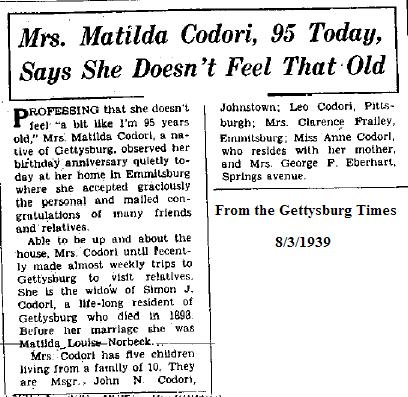 Mrs. Matilda Codori, 95 Today,
Says She Doesn't Feel That Old
PROFESSING that she doesn't
feel "a bit like I'm 95 years
old," Mrs. Matilda Codori, a na-
tive of Gettysburg, observed her
birthday anniversary quietly to-
day at her home in Emmitsburg
where she accepted graciously
the personal and mailed con-
gratulations of many friends
and relatives.
Able to be up and about the
house, Mrs. Codori until recent-
ly made almost weekly trips to
Gettysburg to visit relatives.
She is the widow of Simon J.
Codori, a life-long resident of
Gettysburg who died in 1898.
Before her marriage she was
Matilda Louise Norbeck.
Mrs. Codori has five children
living from a family of 10. They
are Msgr. John N. Codori,
Johnstown; Leo Codori, Pitts-
burgh; Mrs. Clarence Frailey,
Emmitsburg; Miss Anne Codori,
who resides with her mother,
and Mrs. George F. Eberhart,
Springs avenue.
From the Gettysburg Times
8/3/1939